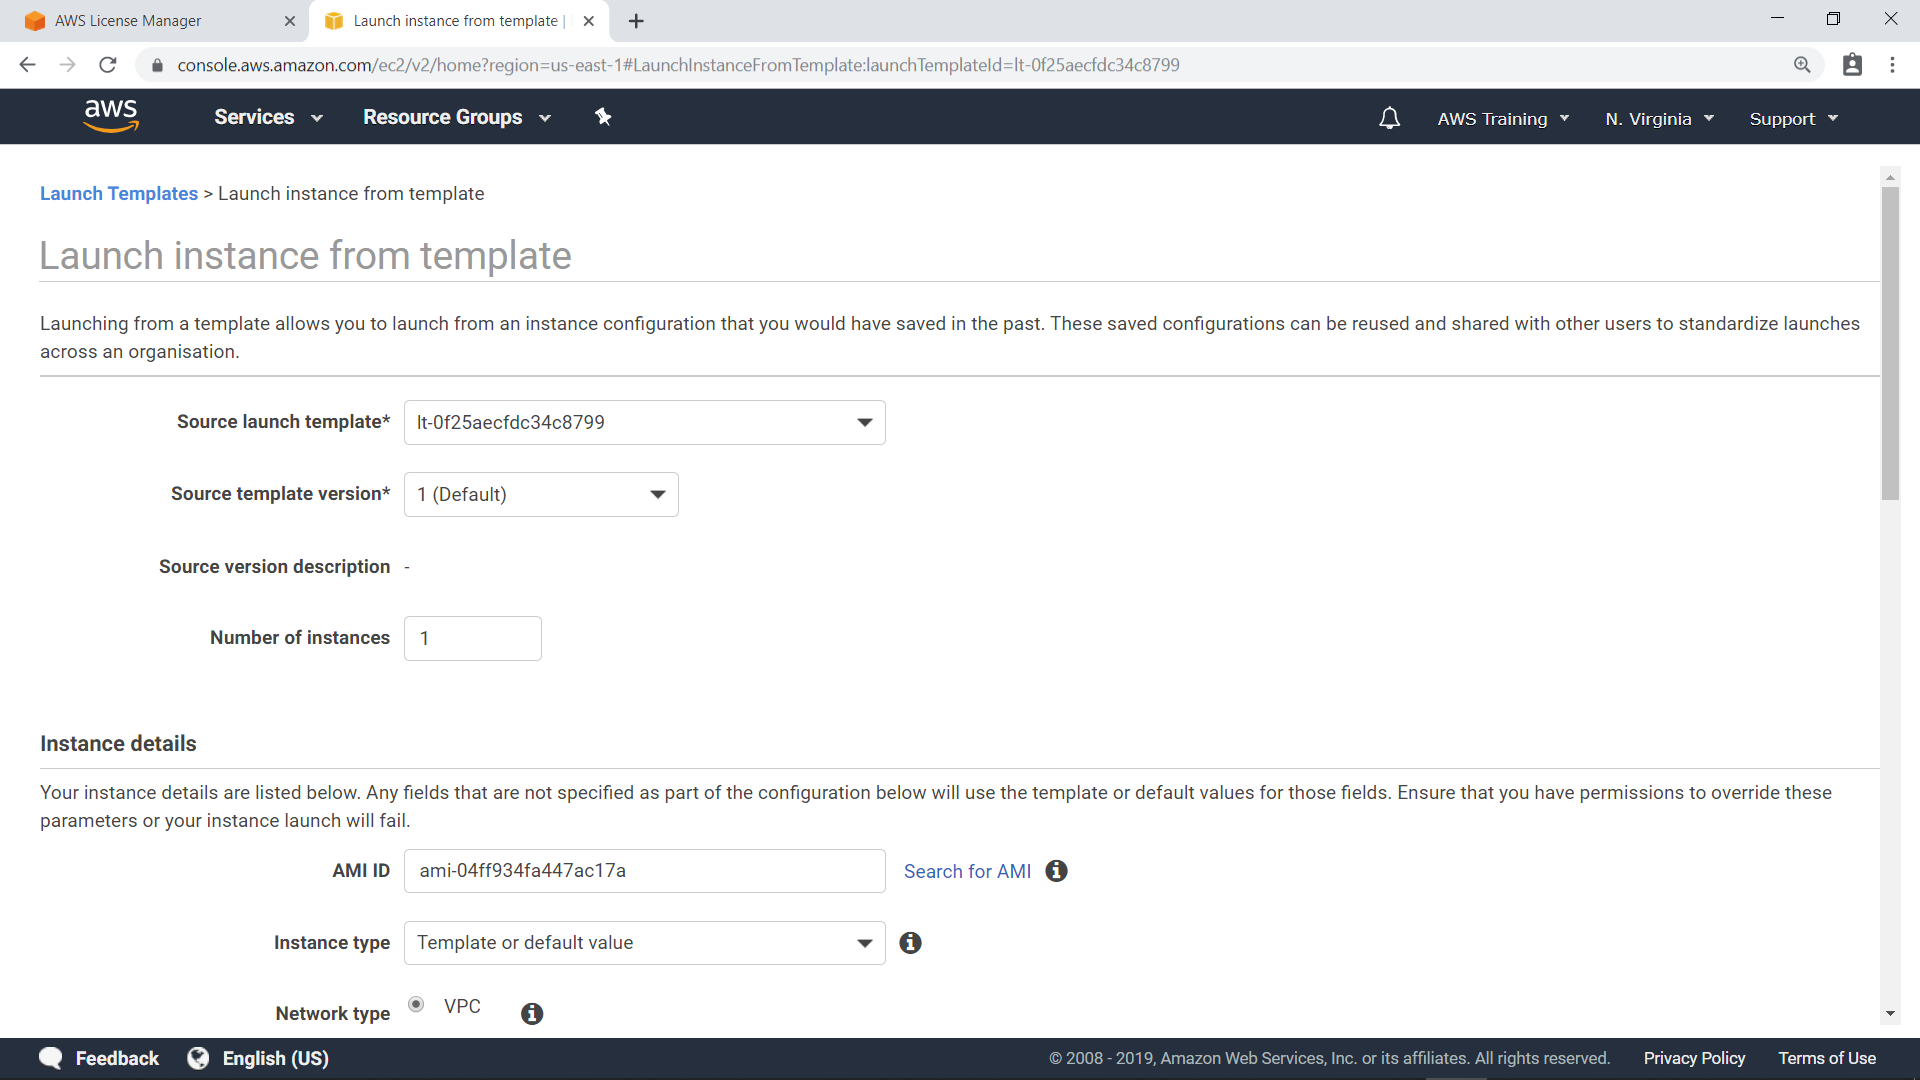 AWS License Manager
Launch instance from template |
console.aws.amazon.com/ec2/v2/home?region=us-east-1#LaunchInstanceFromTemplate:launchTemplateId=lt-0f25aecfdc34c8799
aws Services Resource Groups AWS Training N. Virginia Support
Launch Templates > Launch instance from template
Launch instance from template
Launching from a template allows you to launch from an instance configuration that you would have saved in the past. These saved configurations can be reused and shared with other users to standardize launches
across an organisation.
Source launch template* lt-0f25aecfdc34c8799
Source template version* 1 (Default)
Source version description -
Number of instances 1
Instance details
Your instance details are listed below. Any fields that are not specified as part of the configuration below will use the template or default values for those fields. Ensure that you have permissions to override these
parameters or your instance launch will fail.
AMI ID ami-04ff934fa447ac17a Search for AMI
Instance type Template or default value
Network type VPC
Feedback English (US) © 2008 - 2019, Amazon Web Services, Inc. or its affiliates. All rights reserved. Privacy Policy Terms of Use